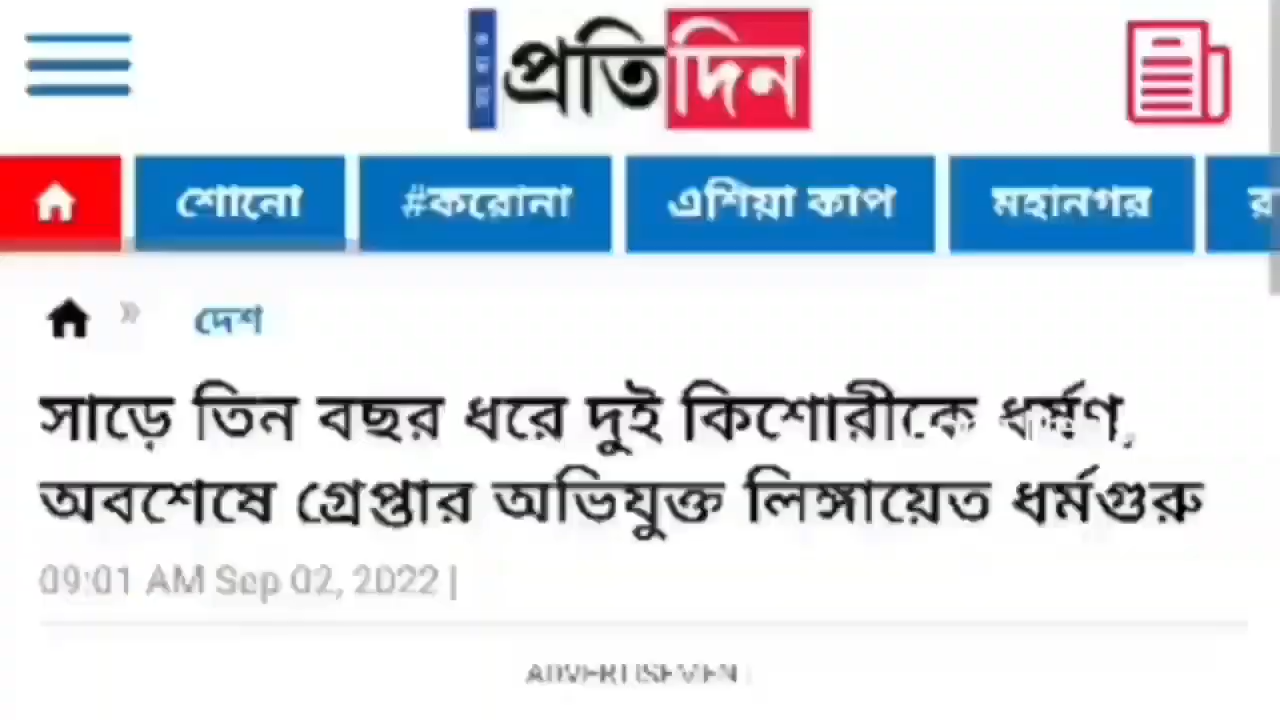 প্রতিদিন
শোনো
#করোনা
এশিয়া কাপ
মহানগর
» দেশ
সাড়ে তিন বছর ধরে দুই কিশোরীকে ধর্ষণ,
অবশেষে গ্রেপ্তার অভিযুক্ত লিঙ্গায়েত ধর্মগুরু
09:01 AM Sep 02, 2022 |
ADVERTISEMEN